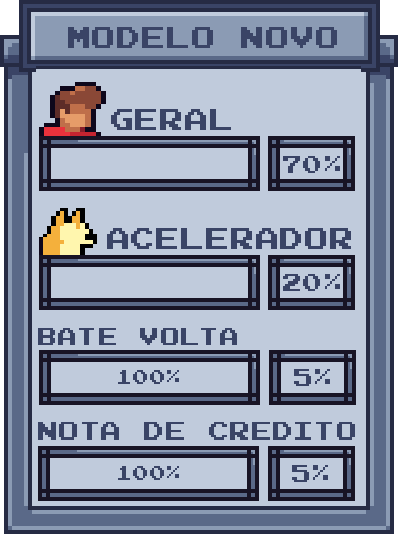 MODELO NOVO
GERAL
70%
ACELERADOR
20%
BATE VOLTA
100% 5%
NOTA DE CREDITO
100% 5%